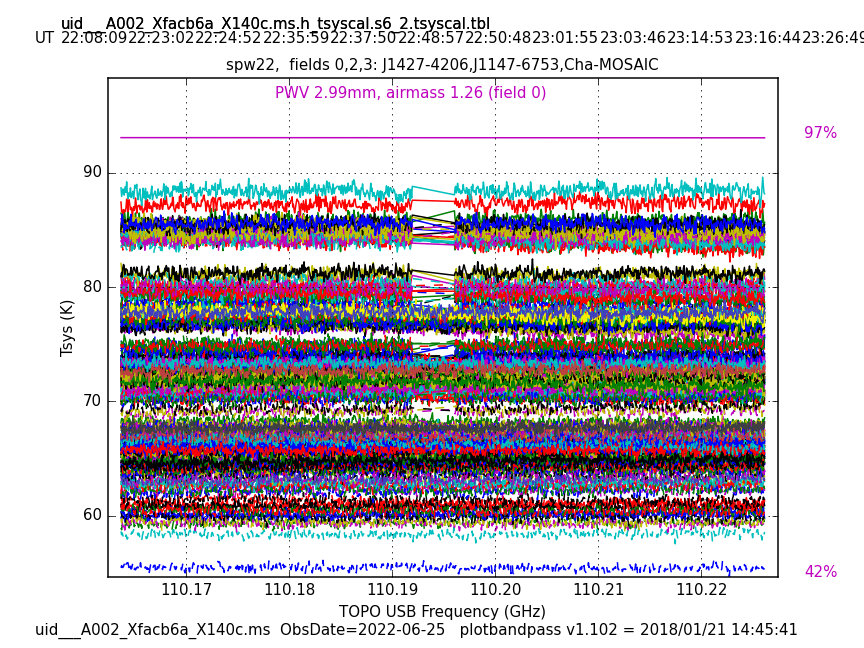 uid___A002_Xfacb6a_X140c.ms.h_tsyscal.s6_2.tsyscal.tbl
UT 22:08:09 22:23:02 22:24:52 22:35:59 22:37:50 22:48:57 22:50:48 23:01:55 23:03:46 23:14:53 23:16:44 23:26:49
spw22, fields 0,2,3: J1427-4206,J1147-6753,Cha-MOSAIC
PWV 2.99mm, airmass 1.26 (field 0)
97%
90
80
Tsys (K)
70
60
42%
110.17 110.18 110.19 110.20 110.21 110.22
TOPO USB Frequency (GHz)
uid___A002_Xfacb6a_X140c.ms ObsDate=2022-06-25 plotbandpass v1.102 = 2018/01/21 14:45:41